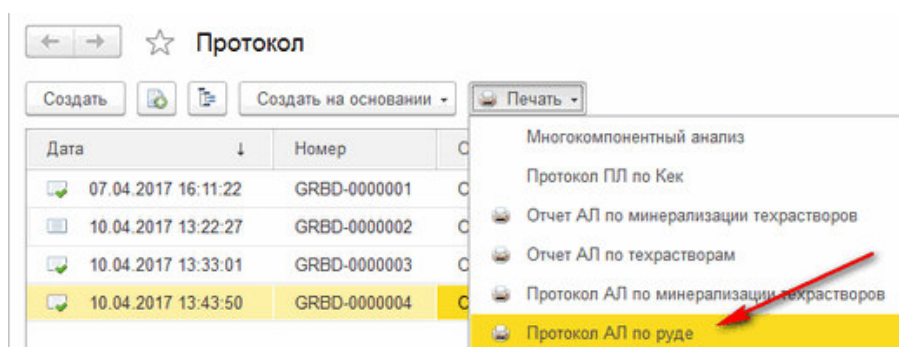 Протокол
Создать Создать на основании Печать
Дата Номер С
07.04.2017 16:11:22 GRBD-0000001 С
10.04.2017 13:22:27 GRBD-0000002 С
10.04.2017 13:33:01 GRBD-0000003 С
10.04.2017 13:43:50 GRBD-0000004 С
Многокомпонентный анализ
Протокол ПЛ по Кек
Отчет АЛ по минерализации техрастворов
Отчет АЛ по техрастворам
Протокол АЛ по минерализации техрастворов
Протокол АЛ по руде